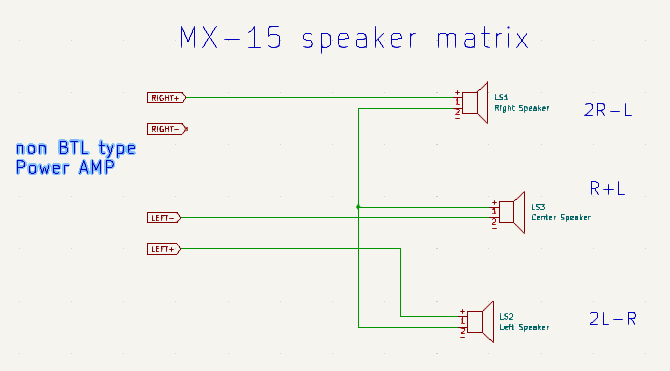 MX-15 speaker matrix
RIGHT+
+
1
2
-
LS1
Right Speaker
2R-L
RIGHT-
non BTL type
Power AMP
R+L
LEFT-
+
1
2
-
LS3
Center Speaker
LEFT+
+
1
2
-
LS2
Left Speaker
2L-R